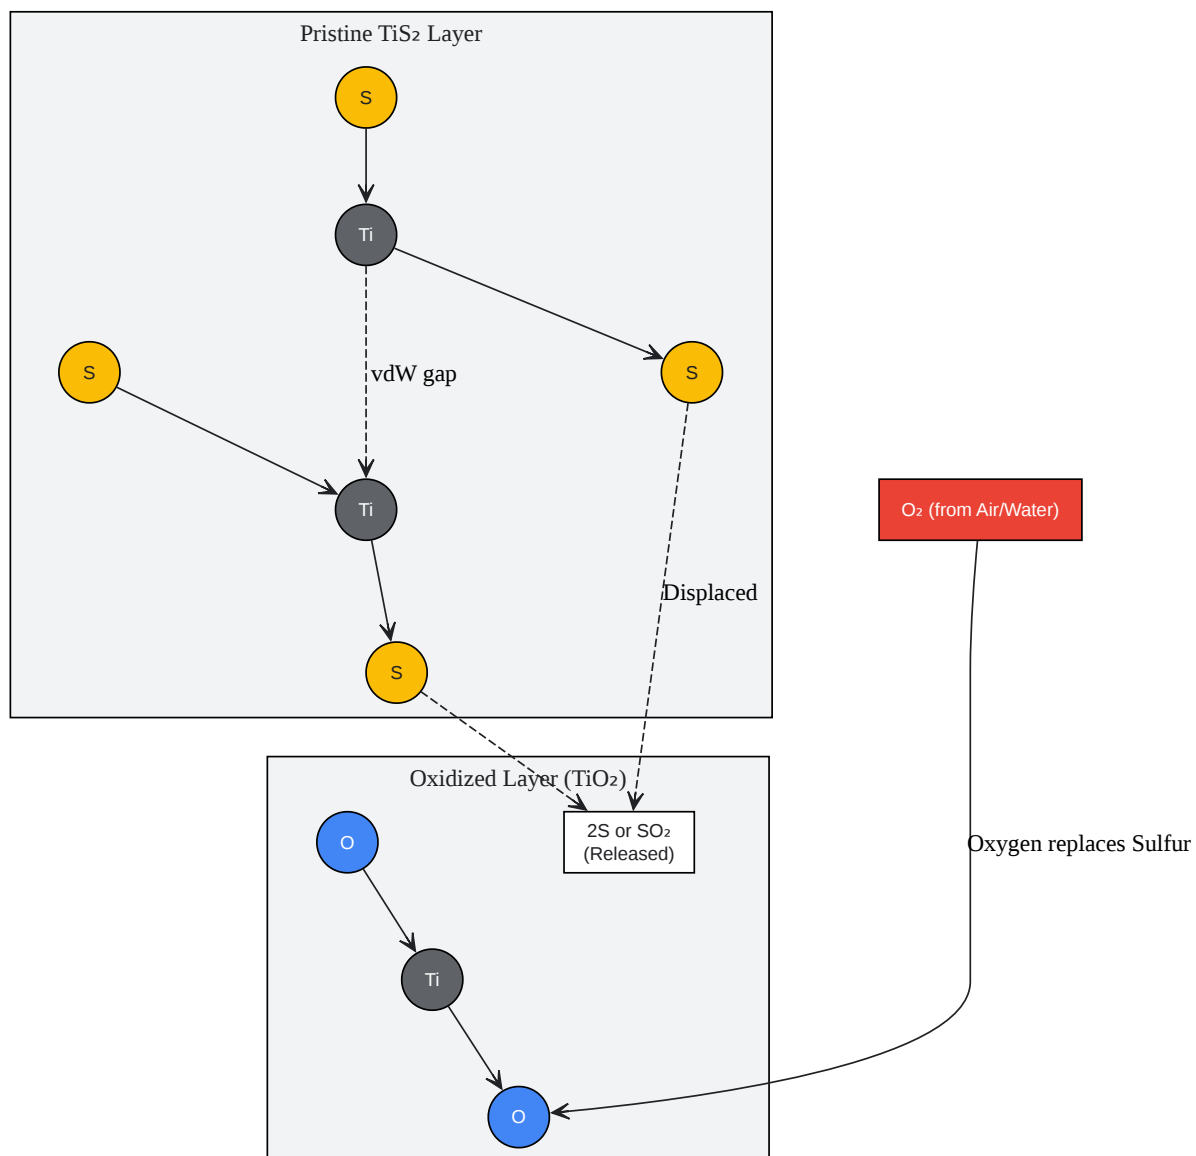 Pristine TiS₂ Layer
S
Ti
S
vdW gap
S
Ti
O₂ (from Air/Water)
Displaced
S
Oxidized Layer (TiO₂)
O
2S or SO₂
(Released)
Oxygen replaces Sulfur
Ti
O